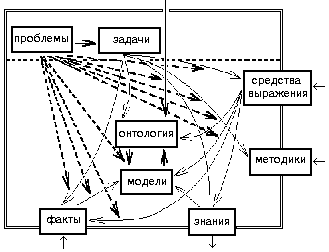 проблемы
задачи
средства
выражения
онтология
методики
модели
факты
знания